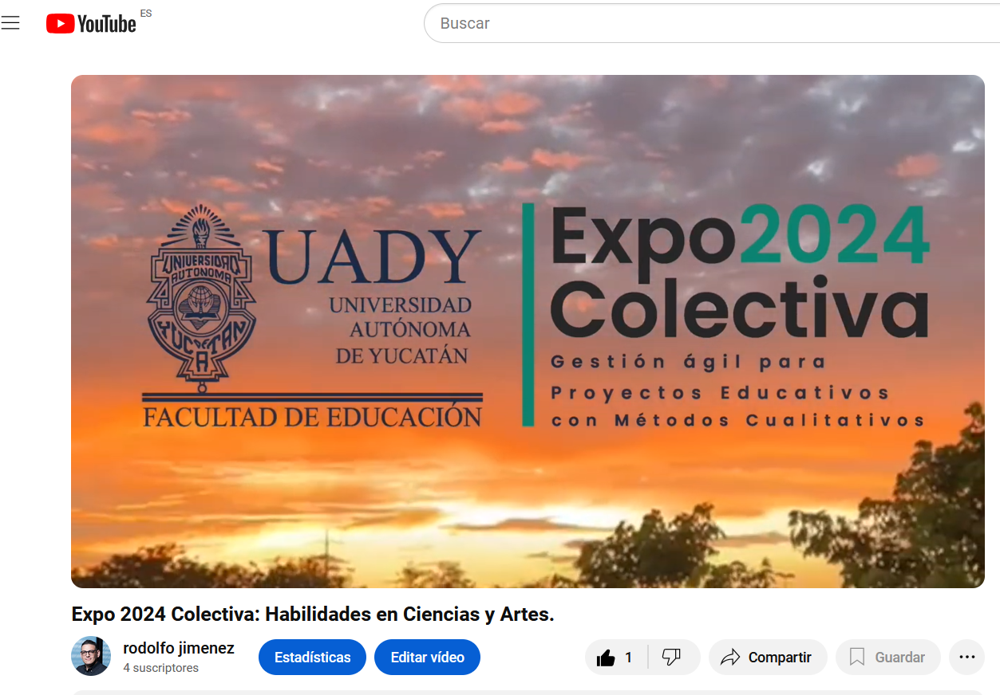 YouTube ES
Buscar
UNIVERSIDAD
AUTONOMA
YUCATAN
DE
UADY
UNIVERSIDAD
AUTÓNOMA
DE YUCATÁN
FACULTAD DE EDUCACIÓN
Expo2024
Colectiva
Gestión ágil para
Proyectos Educativos
con Métodos Cualitativos
Expo 2024 Colectiva: Habilidades en Ciencias y Artes.
rodolfo jimenez
4 suscriptores
Estadísticas
Editar vídeo
1
Compartir
Guardar